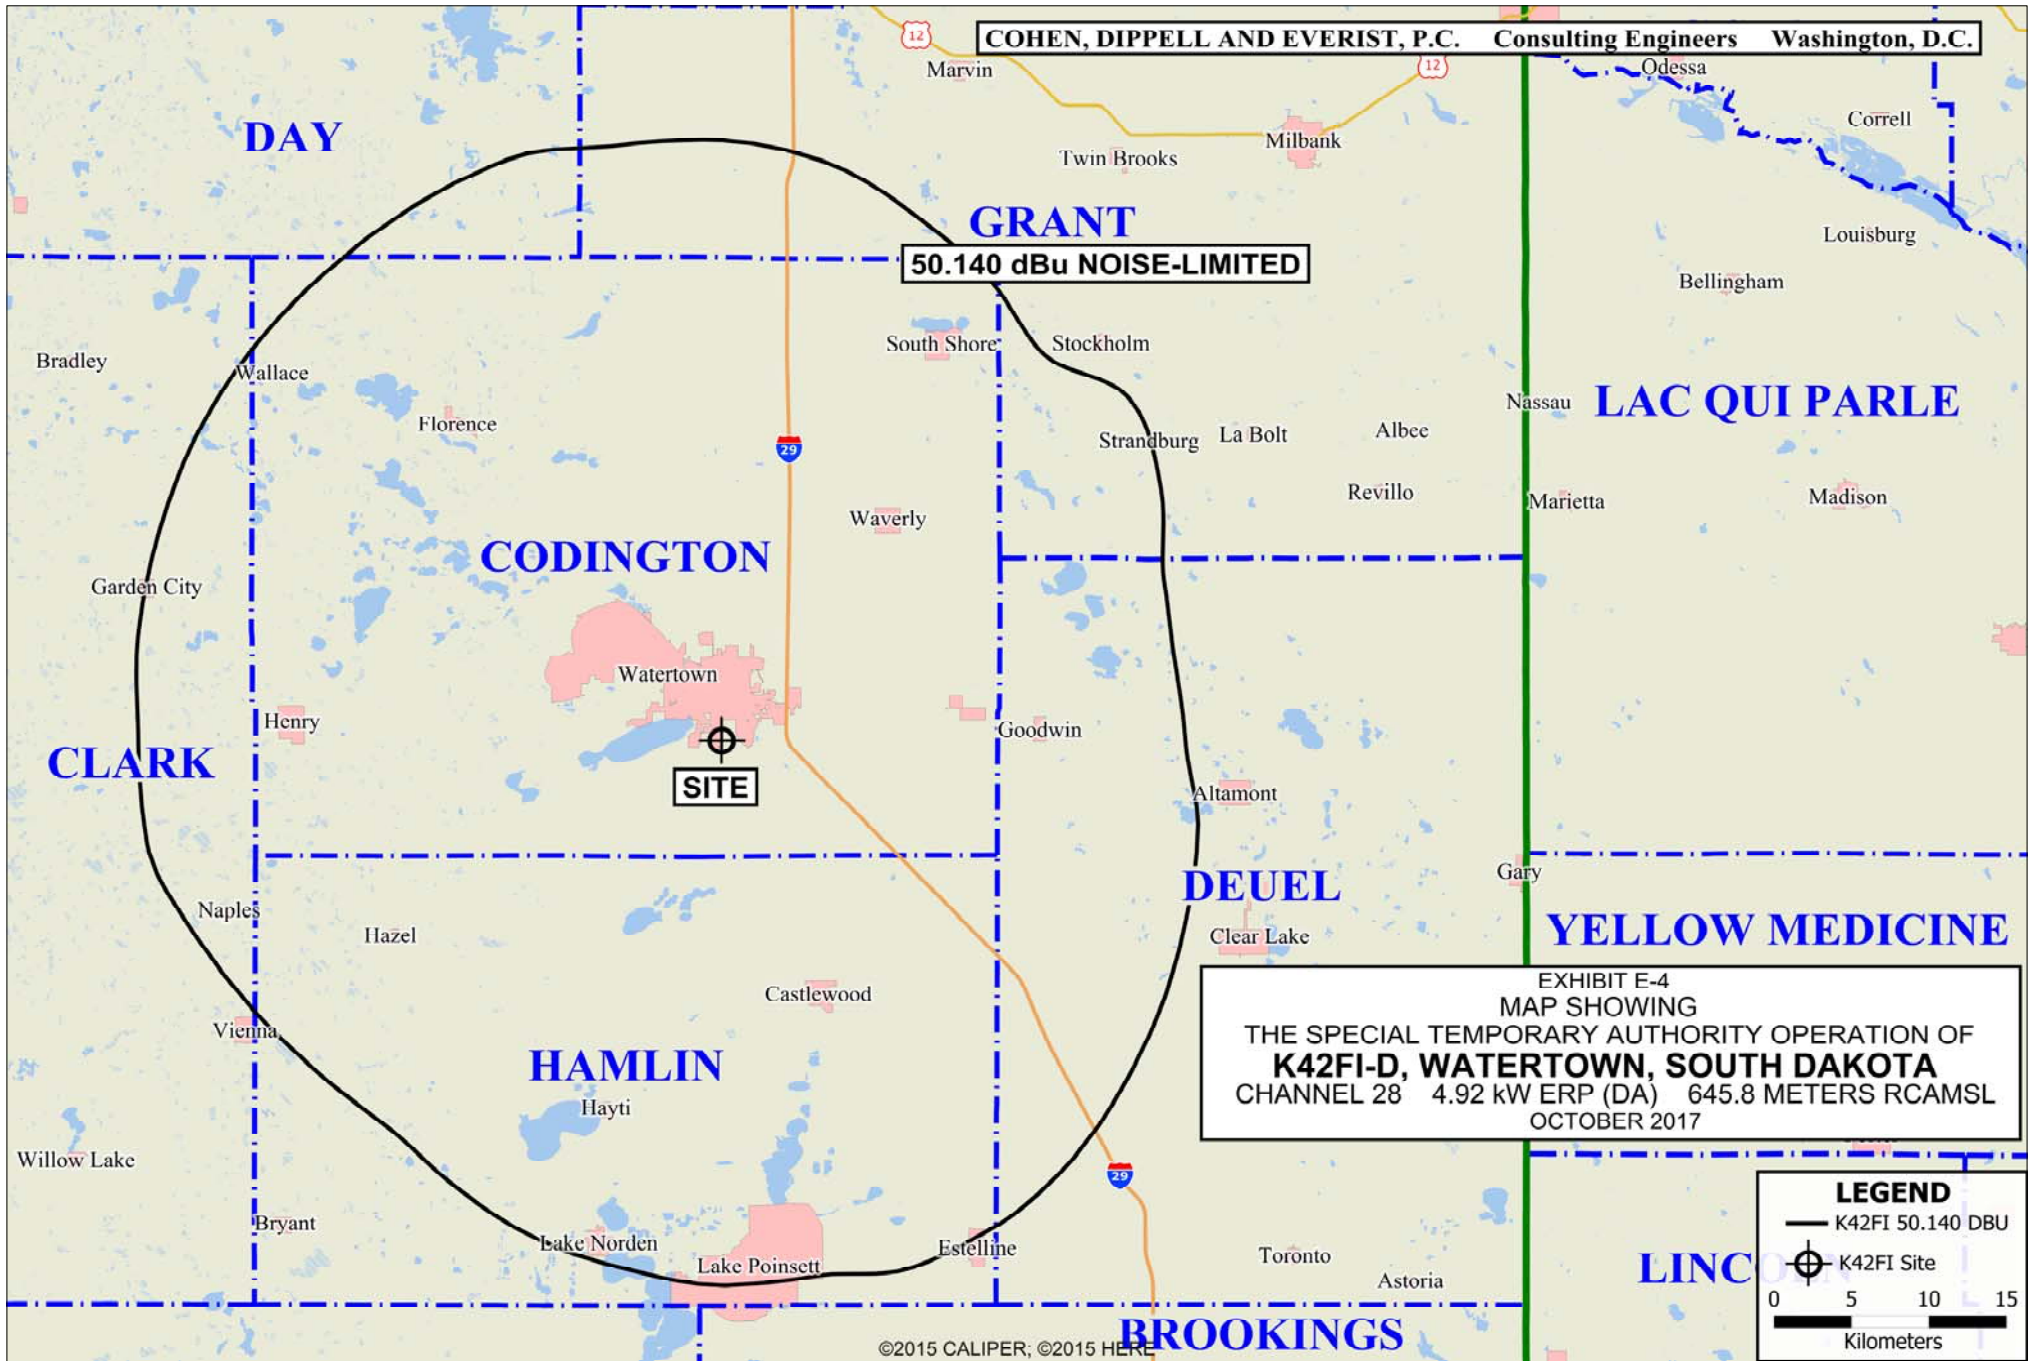 COHEN, DIPPELL AND EVERIST, P.C. Consulting Engineers Washington, D.C.
12
12
Marvin
Odessa
Correll
DAY
Milbank
Twin Brooks
GRANT
Louisburg
50.140 dBu NOISE-LIMITED
Bellingham
South Shore
Stockholm
Bradley
Wallace
Nassau
LAC QUI PARLE
Florence
Strandburg
La Bolt
Albee
29
Revillo
Marietta
Madison
Waverly
CODINGTON
Garden City
Watertown
Henry
Goodwin
CLARK
SITE
Altamont
Gary
DEUEL
Naples
YELLOW MEDICINE
Hazel
Clear Lake
Castlewood
Vienna
EXHIBIT E-4
MAP SHOWING
THE SPECIAL TEMPORARY AUTHORITY OPERATION OF
K42FI-D, WATERTOWN, SOUTH DAKOTA
CHANNEL 28 4.92 kW ERP (DA) 645.8 METERS RCAMSL
OCTOBER 2017
HAMLIN
Hayti
Willow Lake
29
Bryant
Lake Norden
Estelline
Lake Poinsett
Toronto
Astoria
LINCOLN
LEGEND
K42FI 50.140 DBU
K42FI Site
0 5 10 15
Kilometers
BROOKINGS
©2015 CALIPER; ©2015 HERE